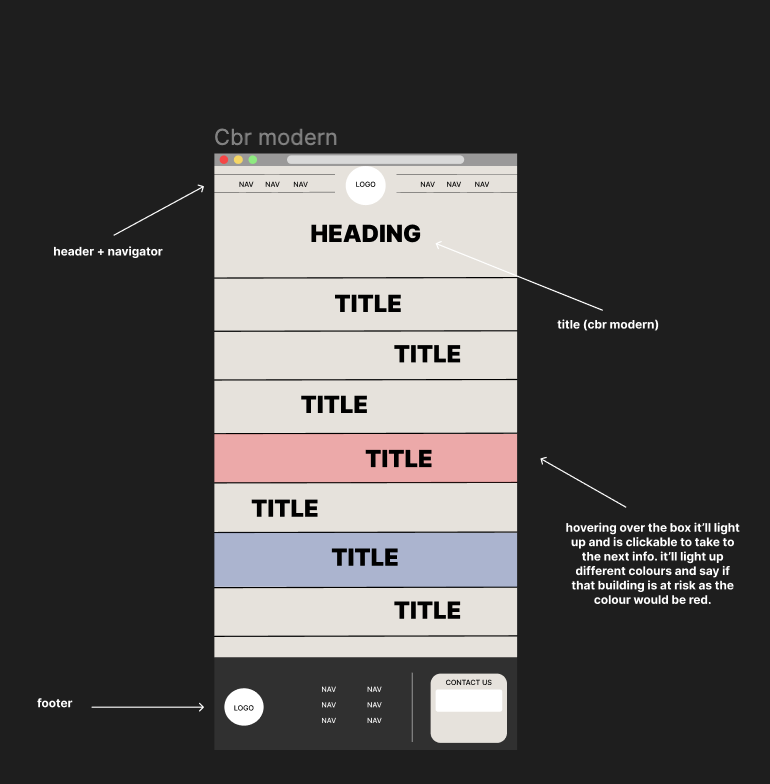 Cbr modern
NAV NAV NAV LOGO NAV NAV NAV
HEADING
header + navigator
TITLE
title (cbr modern)
TITLE
TITLE
TITLE
TITLE
hovering over the box it’ll light
up and is clickable to take to
the next info. it’ll light up
different colours and say if
that building is at risk as the
colour would be red.
TITLE
TITLE
footer
LOGO
NAV NAV
NAV NAV
NAV NAV
CONTACT US